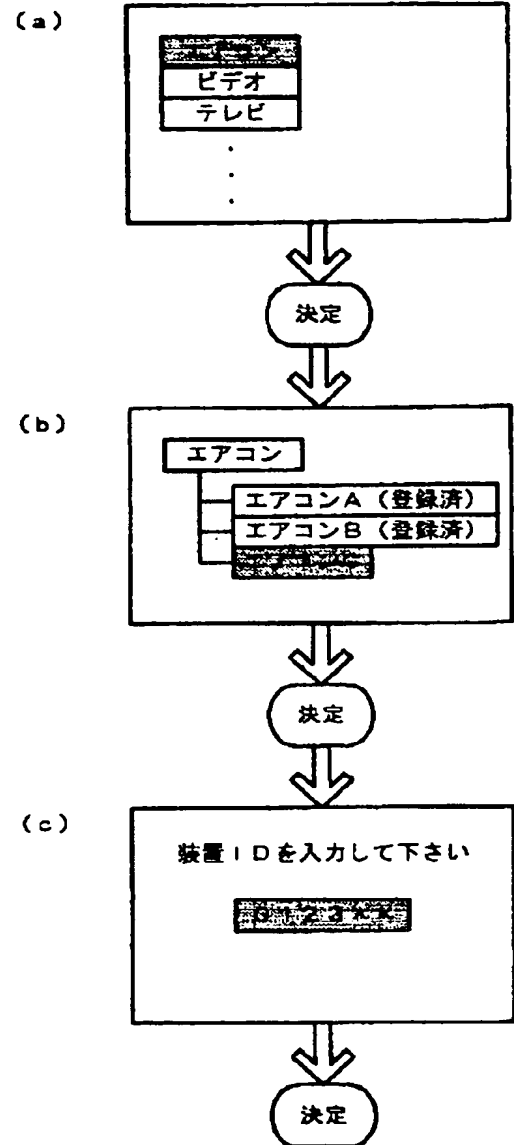 (a)
ビデオ
テレビ
決定
(b)
エアコン
エアコンA(登録済)
エアコンB(登録済)
決定
(c)
装置IDを入力して下さい
0123**
決定